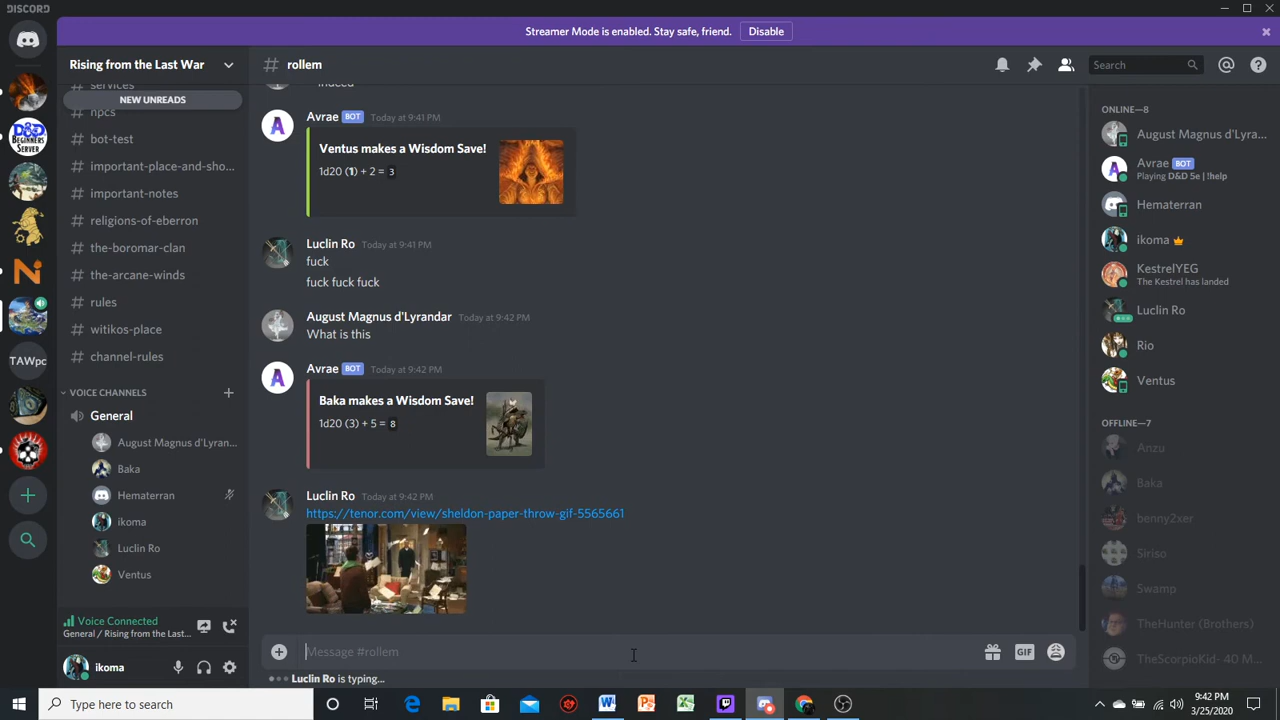 DISCORD
Streamer Mode is enabled. Stay safe, friend.
Disable
Rising from the Last War
services
NEW UNREADS
npcs
# bot-test
# important-place-and-sho...
# important-notes
# religions-of-eberron
# the-boromar-clan
# the-arcane-winds
# rules
# witikos-place
# channel-rules
VOICE CHANNELS
General
August Magnus d'Lyran...
Baka
Hematerran
ikoma
Luclin Ro
Ventus
Voice Connected
General / Rising from the Last...
ikoma
D&D
BEGINNERS
SERVER
TAWpc
# rollem
Search
indeed
Avrae BOT Today at 9:41 PM
Ventus makes a Wisdom Save!
1d20 (1) + 2 = 3
Luclin Ro Today at 9:41 PM
fuck
fuck fuck fuck
August Magnus d'Lyrandar Today at 9:42 PM
What is this
Avrae BOT Today at 9:42 PM
Baka makes a Wisdom Save!
1d20 (3) + 5 = 8
Luclin Ro Today at 9:42 PM
https://tenor.com/view/sheldon-paper-throw-gif-5565661
Message #rollem
GIF
Luclin Ro is typing...
ONLINE—8
August Magnus d'Lyra...
Avrae BOT
Playing D&D 5e | !help
Hematerran
ikoma
KestrelYEG
The Kestrel has landed
Luclin Ro
Rio
Ventus
OFFLINE—7
Anzu
Baka
benny2xer
Siriso
Swamp
TheHunter (Brothers)
TheScorpioKid- 40 M...
Type here to search
9:42 PM
3/25/2020